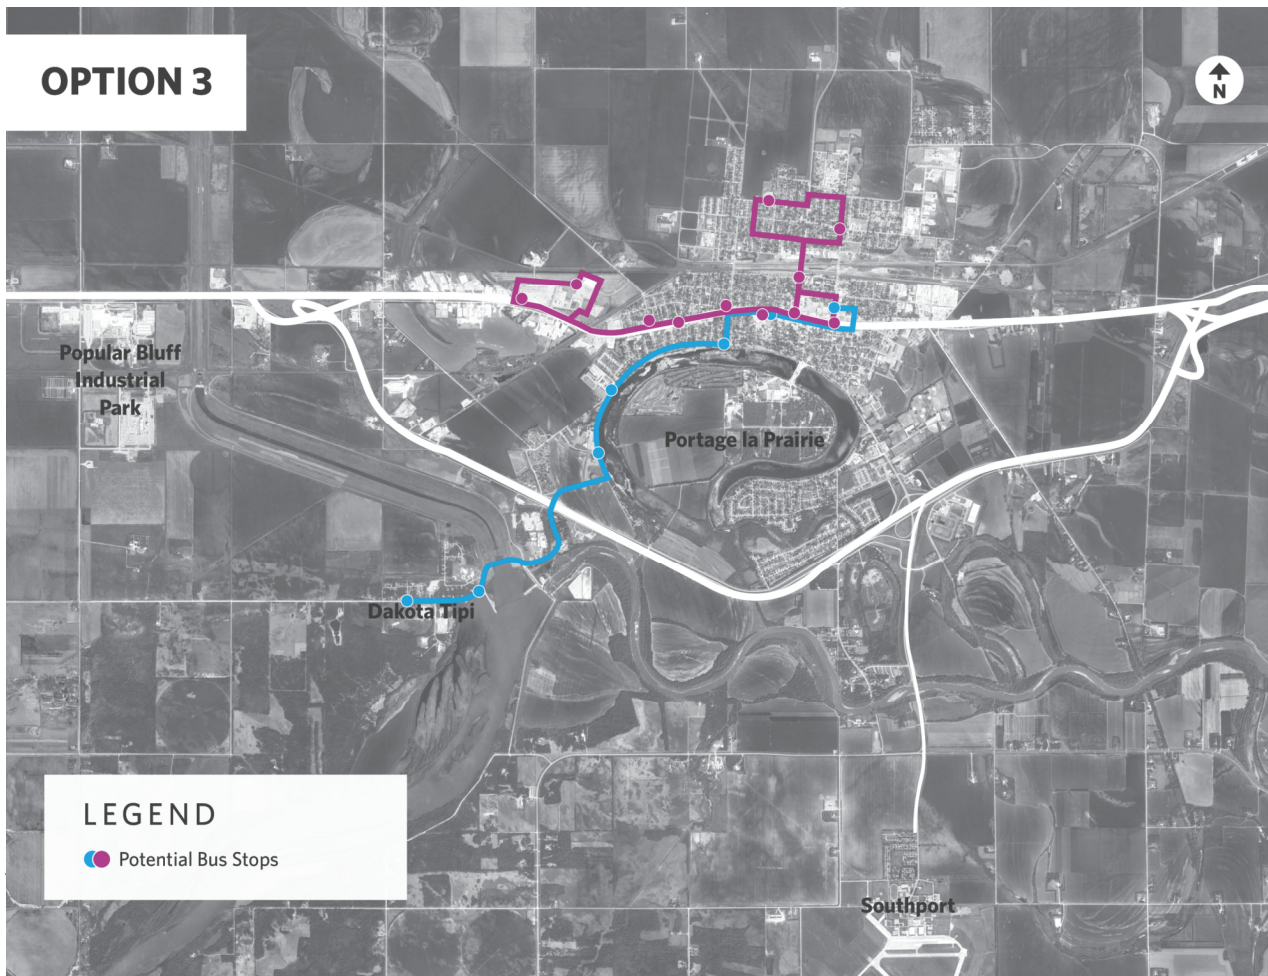 OPTION 3
N
Popular Bluff
Industrial
Park
Portage la Prairie
Dakota Tipi
LEGEND
Potential Bus Stops
Southport